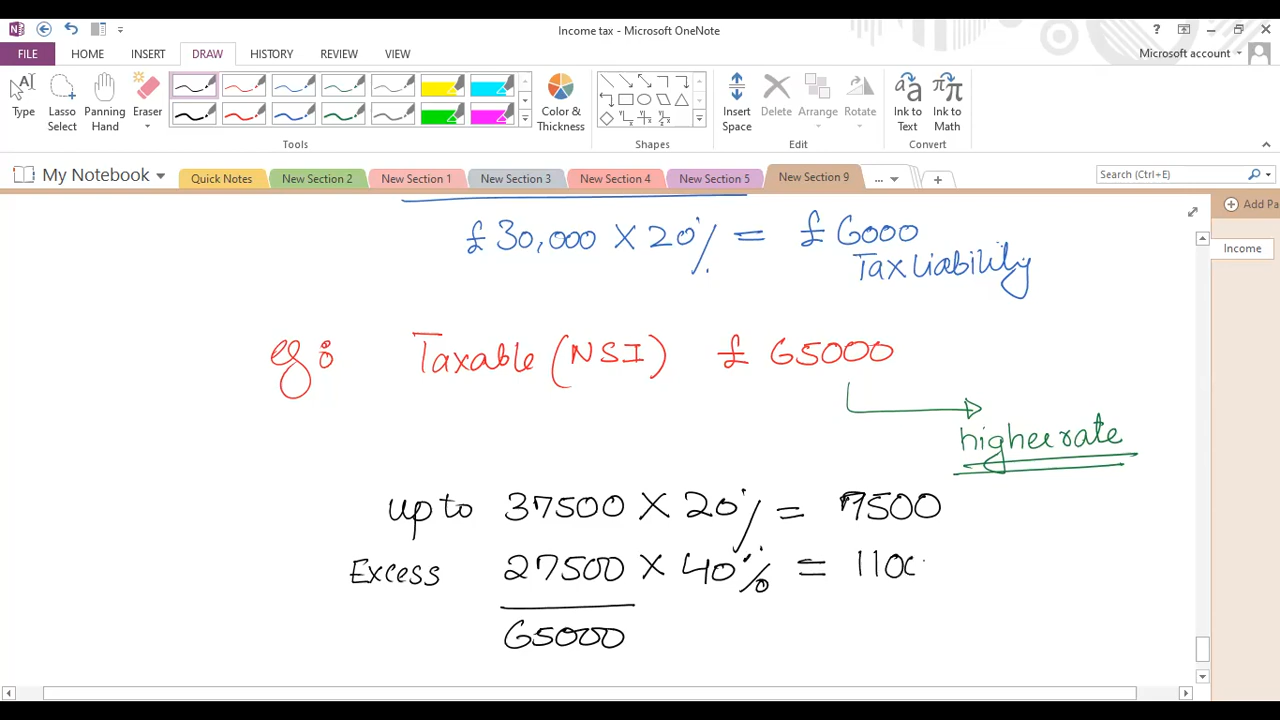 Income tax - Microsoft OneNote
FILE HOME INSERT DRAW HISTORY REVIEW VIEW
Microsoft account
Type
Lasso Select
Panning Hand
Eraser
Color & Thickness
Insert Space
Delete
Arrange
Rotate
Ink to Text
Ink to Math
Tools Shapes Edit Convert
My Notebook Quick Notes New Section 2 New Section 1 New Section 3 New Section 4 New Section 5 New Section 9 ... Search (Ctrl+E)
Add Pa
Income
£30,000 X 20% = £6000
Tax liability
eg: Taxable (NSI) £ 65000
higher rate
up to 37500 X 20% = 7500
Excess 27500 X 40% = 1100
65000